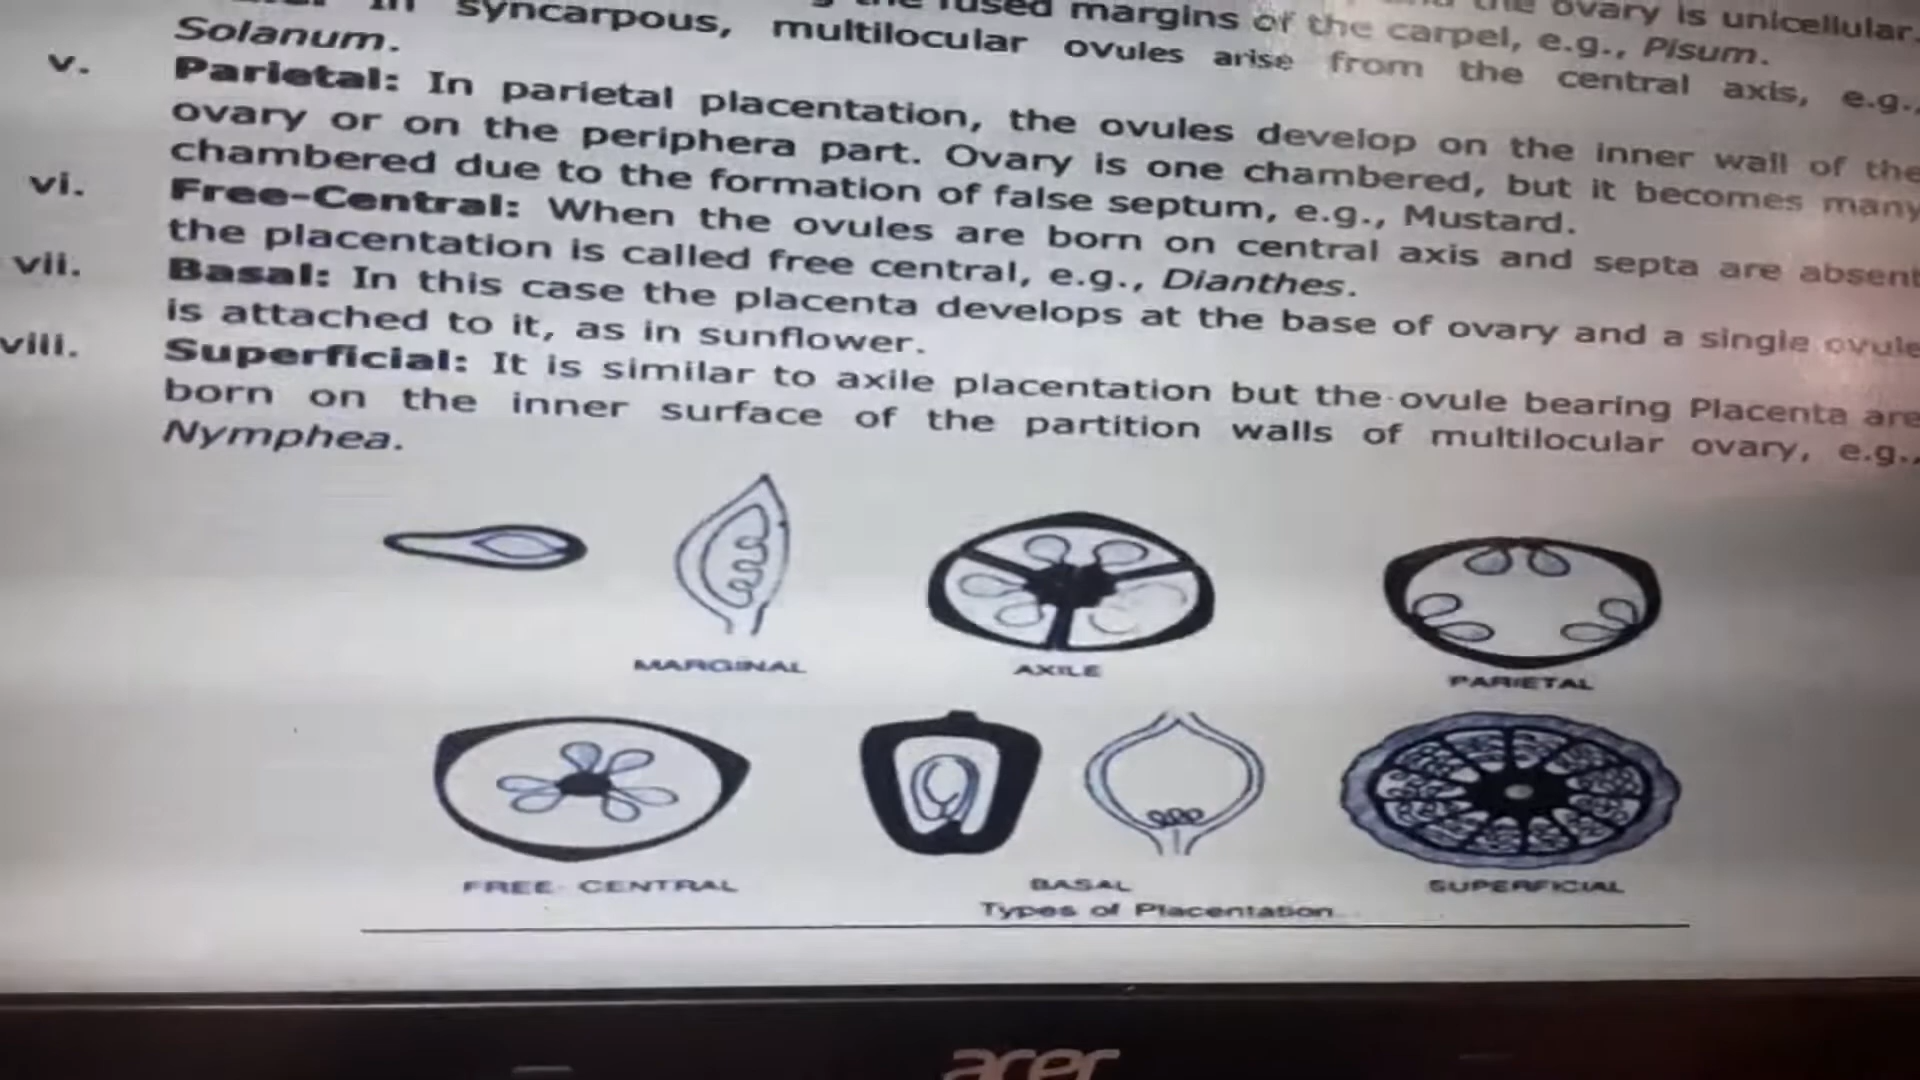 the fused margins of the carpel, e.g., Pisum.
the ovary is unicellular.
in syncarpous, multilocular ovules arise from the central axis, e.g.,
Solanum.
v. Parietal: In parietal placentation, the ovules develop on the inner wall of the
ovary or on the periphera part. Ovary is one chambered, but it becomes many
chambered due to the formation of false septum, e.g., Mustard.
vi. Free-Central: When the ovules are born on central axis and septa are absent
the placentation is called free central, e.g., Dianthes.
vii. Basal: In this case the placenta develops at the base of ovary and a single ovule
is attached to it, as in sunflower.
viii. Superficial: It is similar to axile placentation but the ovule bearing Placenta are
born on the inner surface of the partition walls of multilocular ovary, e.g.,
Nymphea.
MARGINAL
AXILE
PARIETAL
FREE- CENTRAL
BASAL
SUPERFICIAL
Types of Placentation
acer